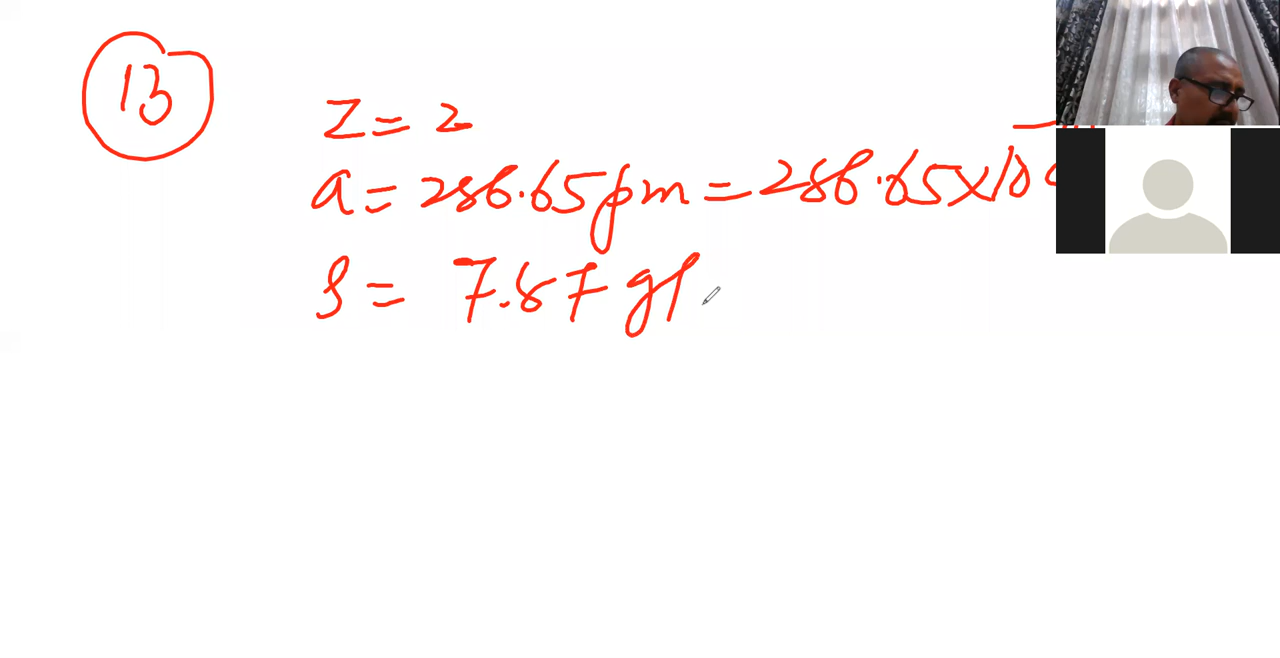 13
Z = 2
a = 286.65 pm = 286.65 × 10
ρ = 7.87 g/